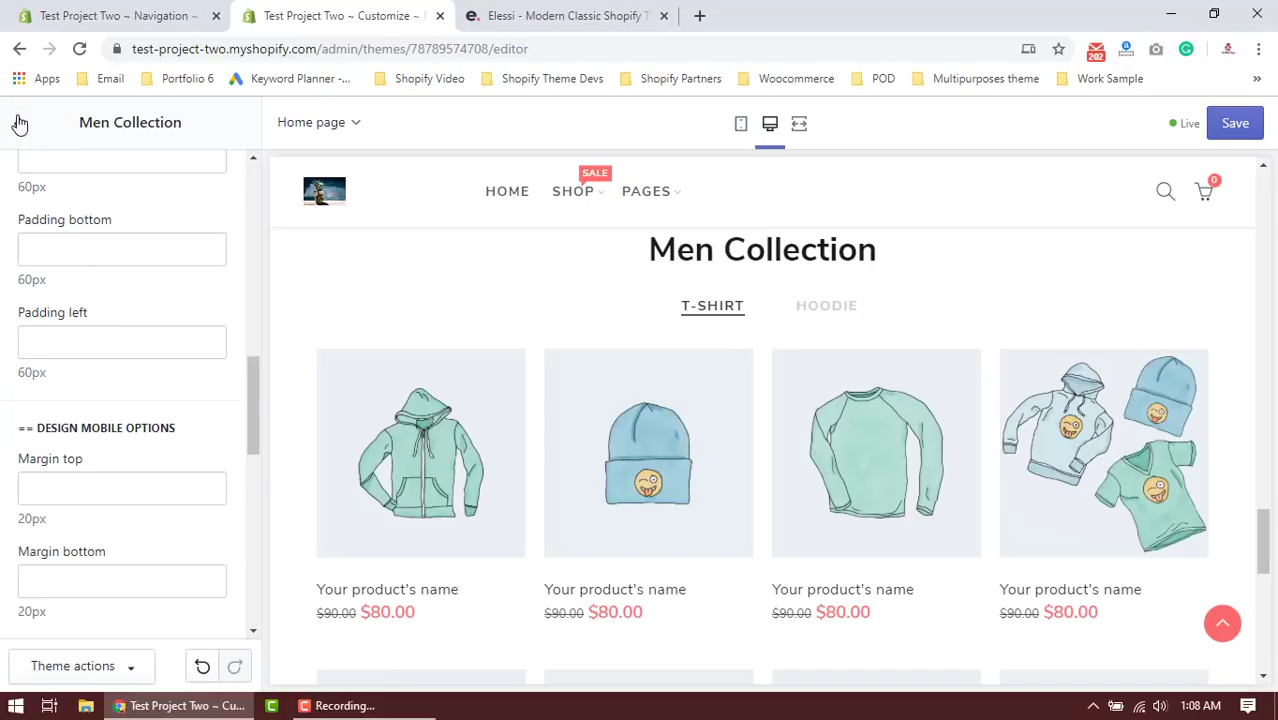 Test Project Two ~ Navigation ~
Test Project Two ~ Customize ~
Elessi - Modern Classic Shopify T
test-project-two.myshopify.com/admin/themes/78789574708/editor
202
Apps
Email
Portfolio 6
Keyword Planner -...
Shopify Video
Shopify Theme Devs
Shopify Partners
Woocommerce
POD
Multipurposes theme
Work Sample
»
Men Collection
Home page
Live
Save
60px
Padding bottom
60px
Padding left
60px
== DESIGN MOBILE OPTIONS
Margin top
20px
Margin bottom
20px
Theme actions
SALE
HOME
SHOP
PAGES
0
Men Collection
T-SHIRT
HOODIE
Your product's name
$90.00 $80.00
Your product's name
$90.00 $80.00
Your product's name
$90.00 $80.00
Your product's name
$90.00 $80.00
Test Project Two ~ Cu...
Recording...
1:08 AM